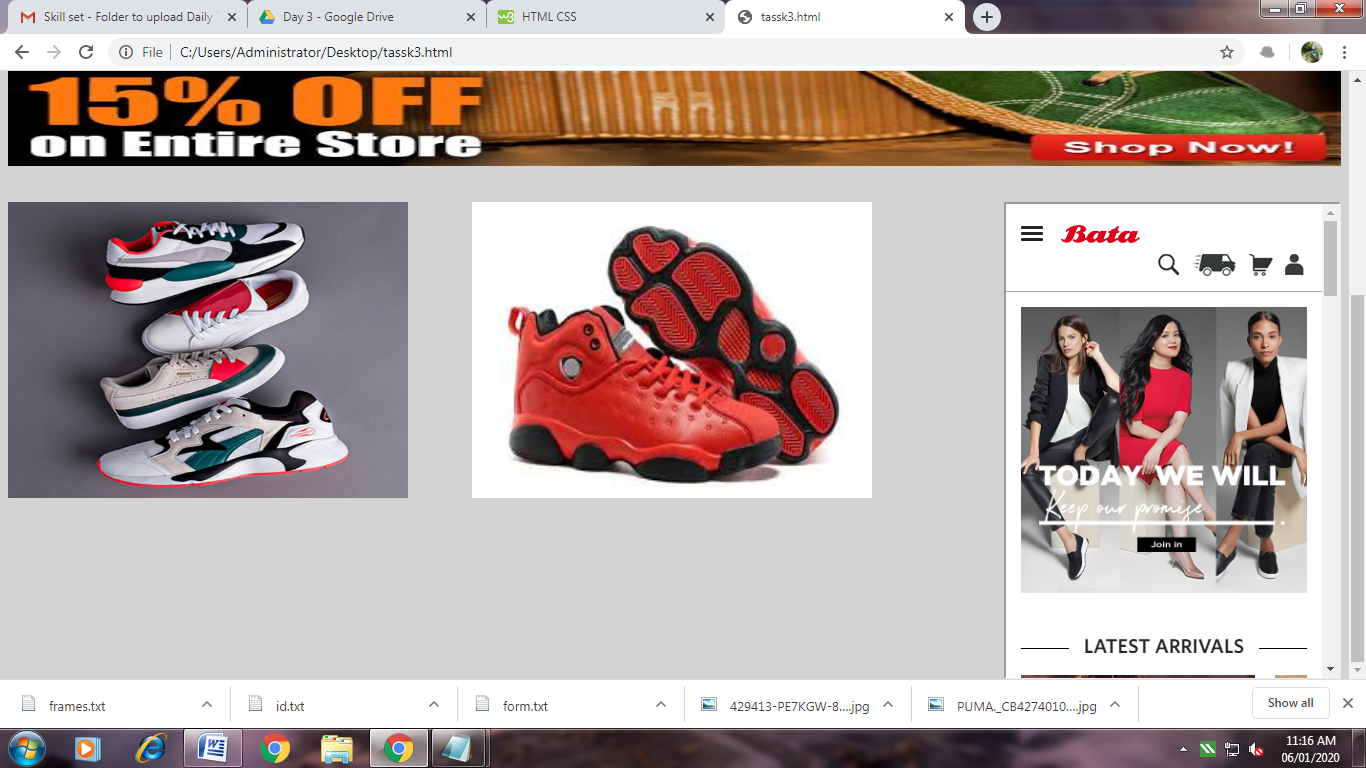 Skill set - Folder to upload Daily T
Day 3 - Google Drive
HTML CSS
tassk3.html
File
C:/Users/Administrator/Desktop/tassk3.html
15% OFF
on Entire Store
Shop Now!
Bata
TODAY WE WILL
Keep our promise
Join in
LATEST ARRIVALS
frames.txt
id.txt
form.txt
429413-PE7KGW-8....jpg
PUMA._CB4274010....jpg
Show all
11:16 AM
06/01/2020